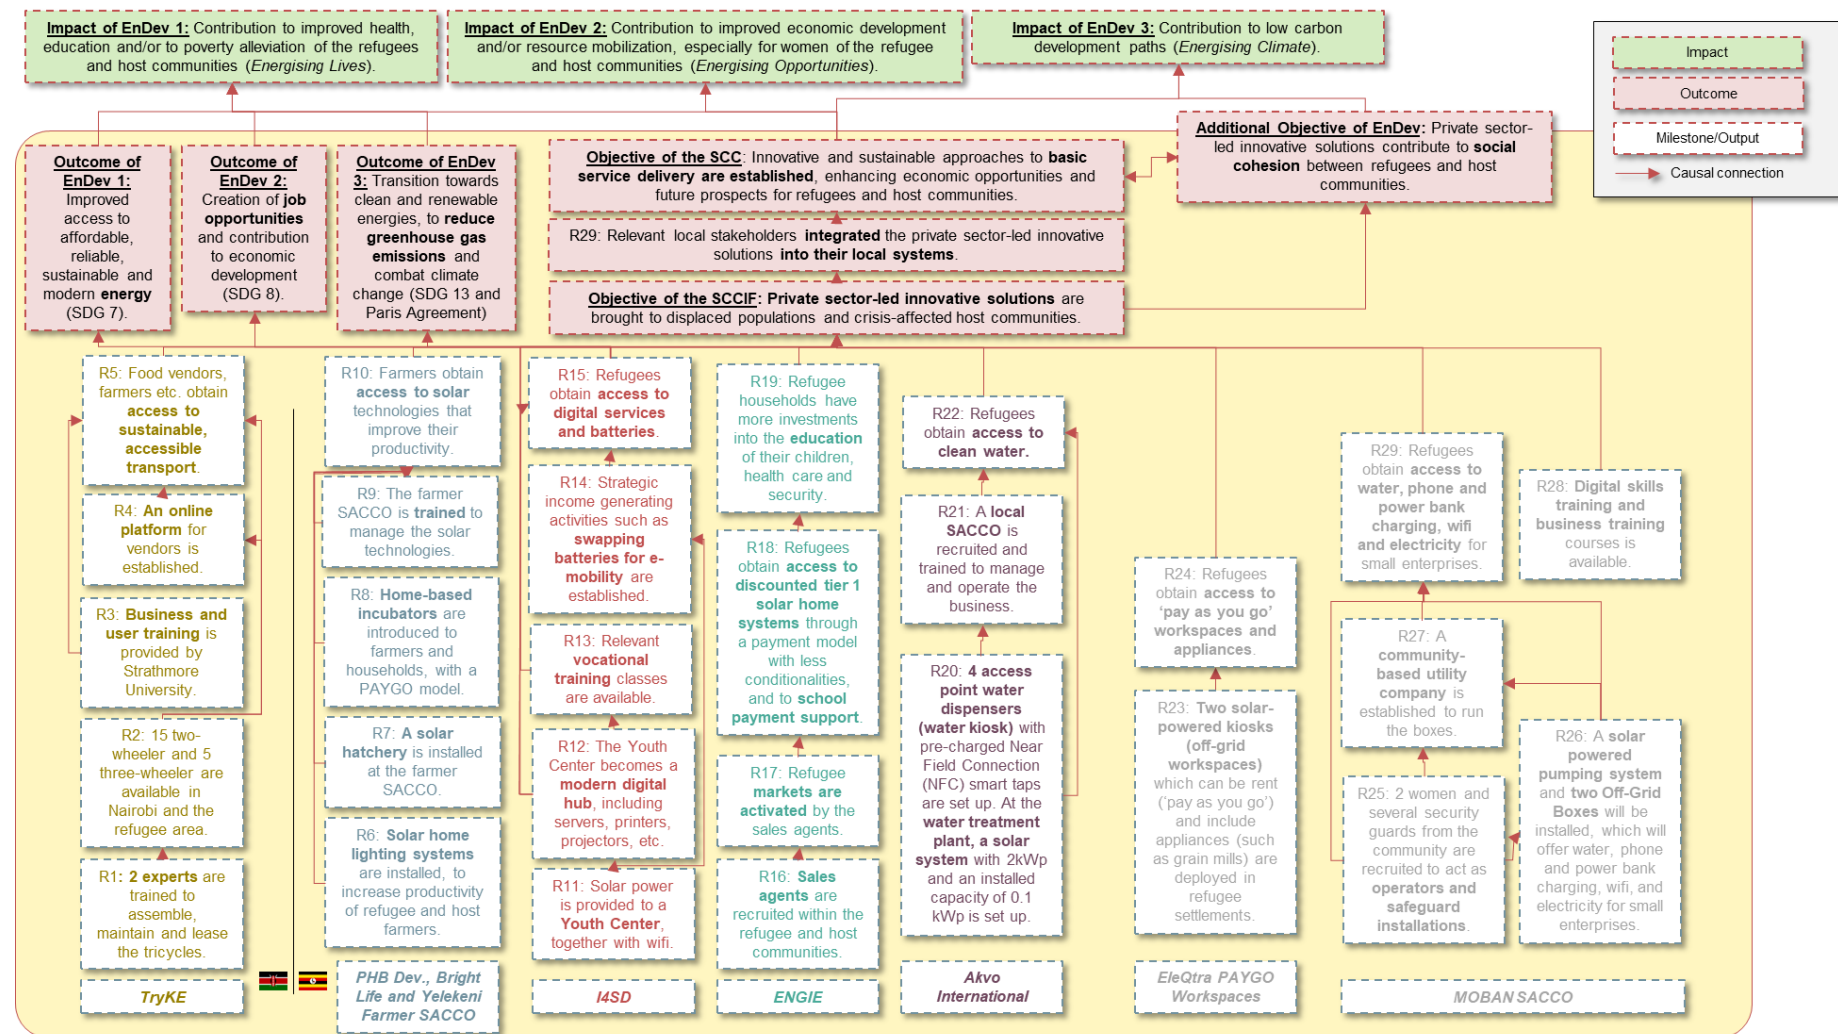 Impact of EnDev 1: Contribution to improved health,
education and/or to poverty alleviation of the refugees
and host communities (Energising Lives).
Impact of EnDev 2: Contribution to improved economic development
and/or resource mobilization, especially for women of the refugee
and host communities (Energising Opportunities).
Impact of EnDev 3: Contribution to low carbon
development paths (Energising Climate).
Impact
Outcome
Milestone/Output
Causal connection
Outcome of
EnDev 1:
Improved
access to
affordable,
reliable,
sustainable and
modern energy
(SDG 7).
Outcome of
EnDev 2:
Creation of job
opportunities
and contribution
to economic
development
(SDG 8).
Outcome of EnDev
3: Transition towards
clean and renewable
energies, to reduce
greenhouse gas
emissions and
combat climate
change (SDG 13 and
Paris Agreement)
Objective of the SCC: Innovative and sustainable approaches to basic
service delivery are established, enhancing economic opportunities and
future prospects for refugees and host communities.
Additional Objective of EnDev: Private sector-
led innovative solutions contribute to social
cohesion between refugees and host
communities.
R29: Relevant local stakeholders integrated the private sector-led innovative
solutions into their local systems.
Objective of the SCCIF: Private sector-led innovative solutions are
brought to displaced populations and crisis-affected host communities.
R5: Food vendors,
farmers etc. obtain
access to
sustainable,
accessible
transport.
R4: An online
platform for
vendors is
established.
R3: Business and
user training is
provided by
Strathmore
University.
R2: 15 two-
wheeler and 5
three-wheeler are
available in
Nairobi and the
refugee area.
R1: 2 experts are
trained to
assemble,
maintain and lease
the tricycles.
TryKE
R10: Farmers obtain
access to solar
technologies that
improve their
productivity.
R9: The farmer
SACCO is trained to
manage the solar
technologies.
R8: Home-based
incubators are
introduced to
farmers and
households, with a
PAYGO model.
R7: A solar
hatchery is installed
at the farmer
SACCO.
R6: Solar home
lighting systems
are installed, to
increase productivity
of refugee and host
farmers.
PHB Dev., Bright
Life and Yelekeni
Farmer SACCO
R15: Refugees
obtain access to
digital services
and batteries.
R14: Strategic
income generating
activities such as
swapping
batteries for e-
mobility are
established.
R13: Relevant
vocational
training classes
are available.
R12: The Youth
Center becomes a
modern digital
hub, including
servers, printers,
projectors, etc.
R11: Solar power
is provided to a
Youth Center,
together with wifi.
I4SD
R19: Refugee
households have
more investments
into the education
of their children,
health care and
security.
R18: Refugees
obtain access to
discounted tier 1
solar home
systems through
a payment model
with less
conditionalities,
and to school
payment support.
R17: Refugee
markets are
activated by the
sales agents.
R16: Sales
agents are
recruited within the
refugee and host
communities.
ENGIE
R22: Refugees
obtain access to
clean water.
R21: A local
SACCO is
recruited and
trained to manage
and operate the
business.
R20: 4 access
point water
dispensers
(water kiosk) with
pre-charged Near
Field Connection
(NFC) smart taps
are set up. At the
water treatment
plant, a solar
system with 2kWp
and an installed
capacity of 0.1
kWp is set up.
Akvo
International
R24: Refugees
obtain access to
‘pay as you go’
workspaces and
appliances.
R23: Two solar-
powered kiosks
(off-grid
workspaces)
which can be rent
(‘pay as you go’)
and include
appliances (such
as grain mills) are
deployed in
refugee
settlements.
EleQtra PAYGO
Workspaces
R29: Refugees
obtain access to
water, phone and
power bank
charging, wifi
and electricity for
small enterprises.
R28: Digital skills
training and
business training
courses is
available.
R27: A
community-
based utility
company is
established to run
the boxes.
R25: 2 women and
several security
guards from the
community are
recruited to act as
operators and
safeguard
installations.
R26: A solar
powered
pumping system
and two Off-Grid
Boxes will be
installed, which will
offer water, phone
and power bank
charging, wifi, and
electricity for small
enterprises.
MOBAN SACCO